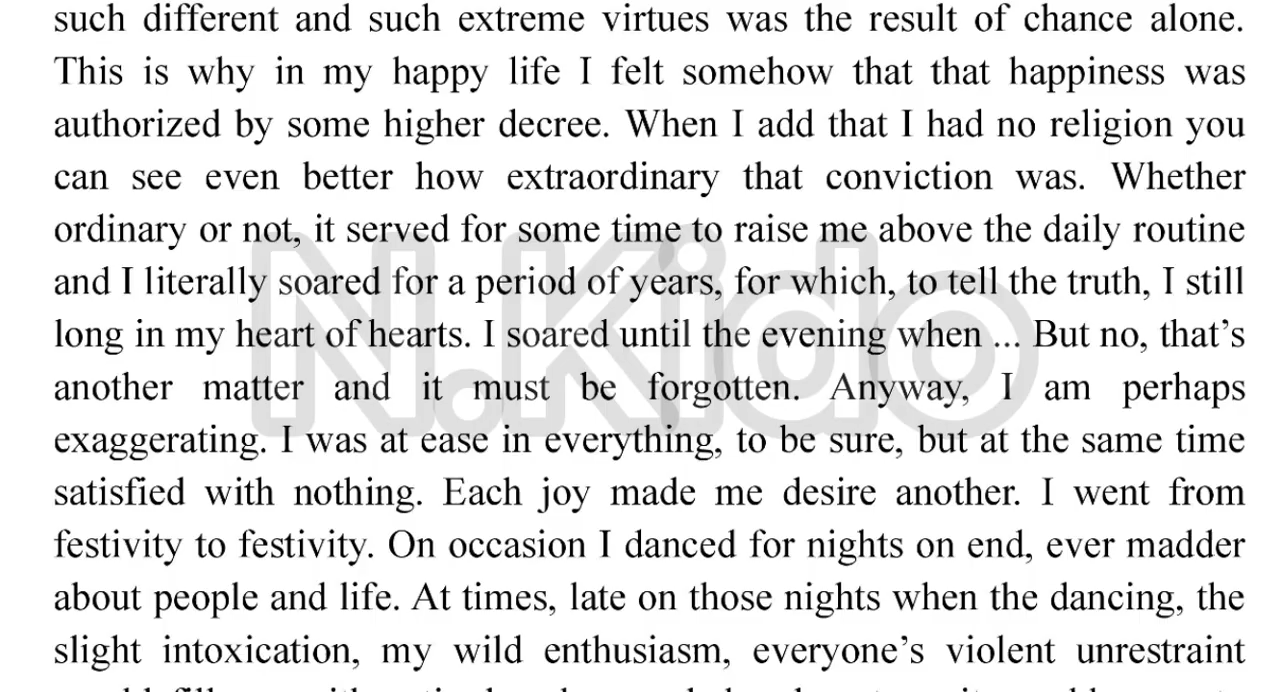 such different and such extreme virtues was the result of chance alone.
This is why in my happy life I felt somehow that that happiness was
authorized by some higher decree. When I add that I had no religion you
can see even better how extraordinary that conviction was. Whether
ordinary or not, it served for some time to raise me above the daily routine
and I literally soared for a period of years, for which, to tell the truth, I still
long in my heart of hearts. I soared until the evening when ... But no, that’s
another matter and it must be forgotten. Anyway, I am perhaps
exaggerating. I was at ease in everything, to be sure, but at the same time
satisfied with nothing. Each joy made me desire another. I went from
festivity to festivity. On occasion I danced for nights on end, ever madder
about people and life. At times, late on those nights when the dancing, the
slight intoxication, my wild enthusiasm, everyone’s violent unrestraint
N.Kido